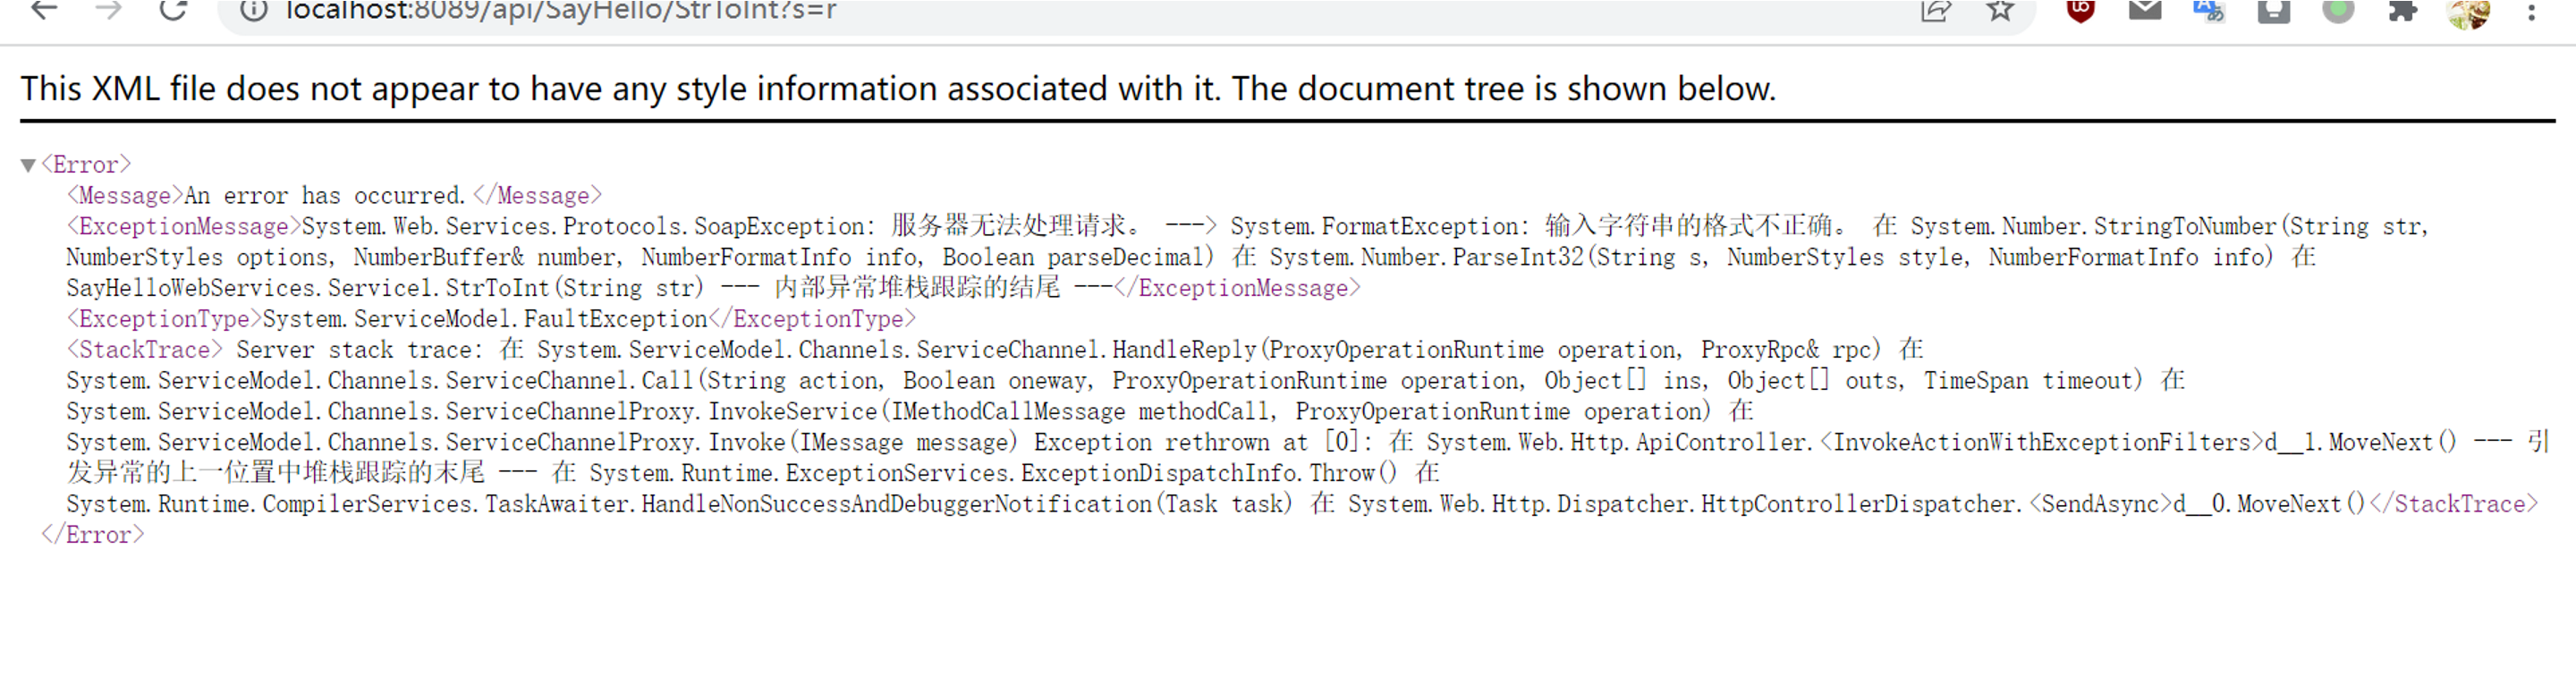 localhost:8089/api/SayHello/StrToInt?s=r
This XML file does not appear to have any style information associated with it. The document tree is shown below.
▼<Error>
<Message>An error has occurred.</Message>
<ExceptionMessage>System.Web.Services.Protocols.SoapException: 服务器无法处理请求。 ---> System.FormatException: 输入字符串的格式不正确。 在 System.Number.StringToNumber(String str,
NumberStyles options, NumberBuffer& number, NumberFormatInfo info, Boolean parseDecimal) 在 System.Number.ParseInt32(String s, NumberStyles style, NumberFormatInfo info) 在
SayHelloWebServices.Service1.StrToInt(String str) --- 内部异常堆栈跟踪的结尾 ---</ExceptionMessage>
<ExceptionType>System.ServiceModel.FaultException</ExceptionType>
<StackTrace> Server stack trace: 在 System.ServiceModel.Channels.ServiceChannel.HandleReply(ProxyOperationRuntime operation, ProxyRpc& rpc) 在
System.ServiceModel.Channels.ServiceChannel.Call(String action, Boolean oneway, ProxyOperationRuntime operation, Object[] ins, Object[] outs, TimeSpan timeout) 在
System.ServiceModel.Channels.ServiceChannelProxy.InvokeService(IMethodCallMessage methodCall, ProxyOperationRuntime operation) 在
System.ServiceModel.Channels.ServiceChannelProxy.Invoke(IMessage message) Exception rethrown at [0]: 在 System.Web.Http.ApiController.<InvokeActionWithExceptionFilters>d__1.MoveNext() --- 引
发异常的上一位置中堆栈跟踪的末尾 --- 在 System.Runtime.ExceptionServices.ExceptionDispatchInfo.Throw() 在
System.Runtime.CompilerServices.TaskAwaiter.HandleNonSuccessAndDebuggerNotification(Task task) 在 System.Web.Http.Dispatcher.HttpControllerDispatcher.<SendAsync>d__0.MoveNext()</StackTrace>
</Error>